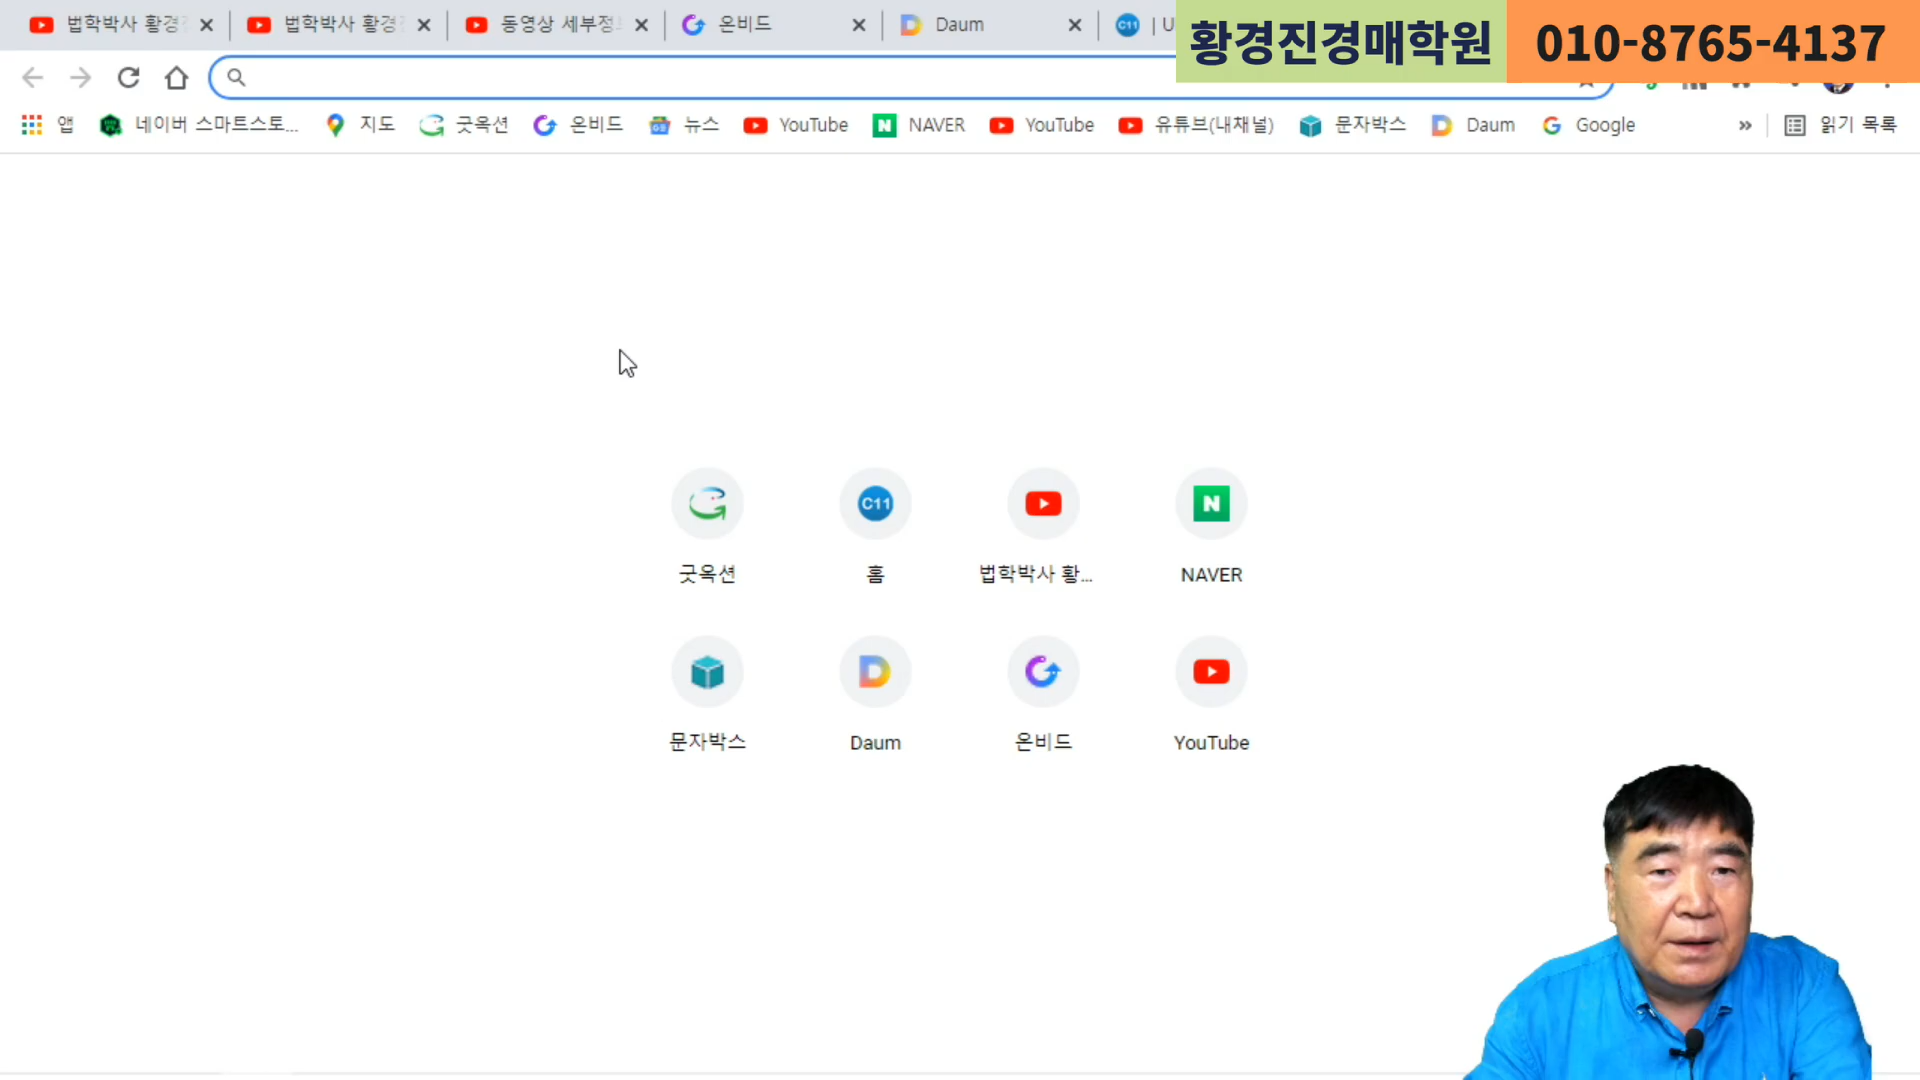 법학박사 황경
법학박사 황경
동영상 세부정
온비드
Daum
C11
| U
황경진경매학원
010-8765-4137
앱
네이버 스마트스토...
지도
굿옥션
온비드
뉴스
YouTube
NAVER
YouTube
유튜브(내채널)
문자박스
Daum
Google
»
읽기 목록
굿옥션
C11
홈
법학박사 황...
NAVER
문자박스
Daum
온비드
YouTube